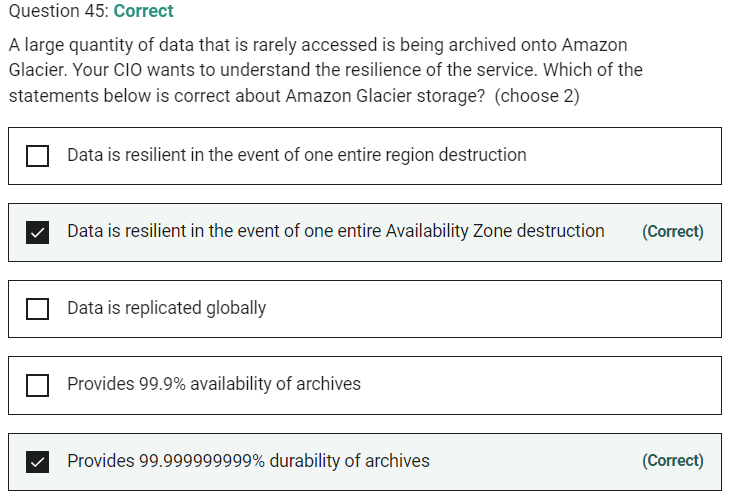 Question 45: Correct
A large quantity of data that is rarely accessed is being archived onto Amazon
Glacier. Your CIO wants to understand the resilience of the service. Which of the
statements below is correct about Amazon Glacier storage? (choose 2)
Data is resilient in the event of one entire region destruction
Data is resilient in the event of one entire Availability Zone destruction (Correct)
Data is replicated globally
Provides 99.9% availability of archives
Provides 99.999999999% durability of archives (Correct)